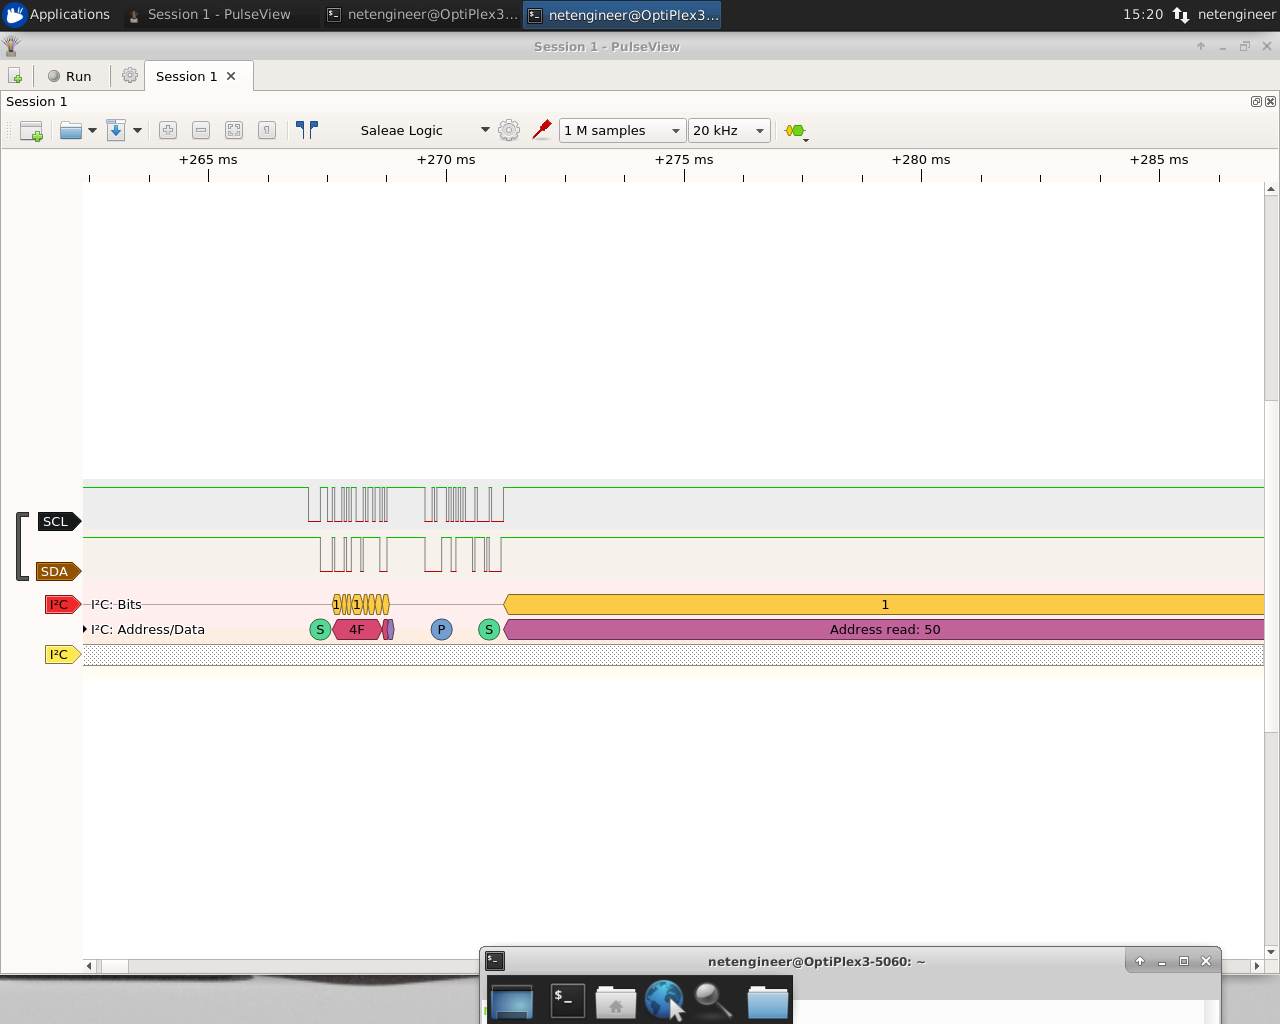 Applications Session 1 - PulseView netengineer@OptiPlex3... netengineer@OptiPlex3... 15:20 netengineer
Session 1 - PulseView
Run Session 1
Session 1
Saleae Logic 1 M samples 20 kHz
+265 ms +270 ms +275 ms +280 ms +285 ms
SCL
SDA
I²C I²C: Bits 1 1 1
I²C: Address/Data S 4F P S Address read: 50
I²C
netengineer@OptiPlex3-5060: ~